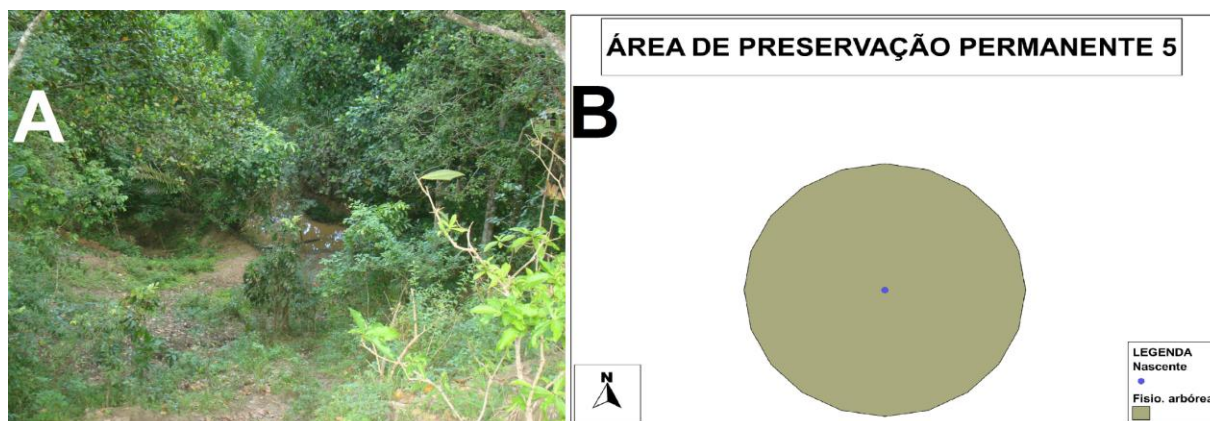 A
B
ÁREA DE PRESERVAÇÃO PERMANENTE 5
N
LEGENDA
Nascente
Fisio. arbórea